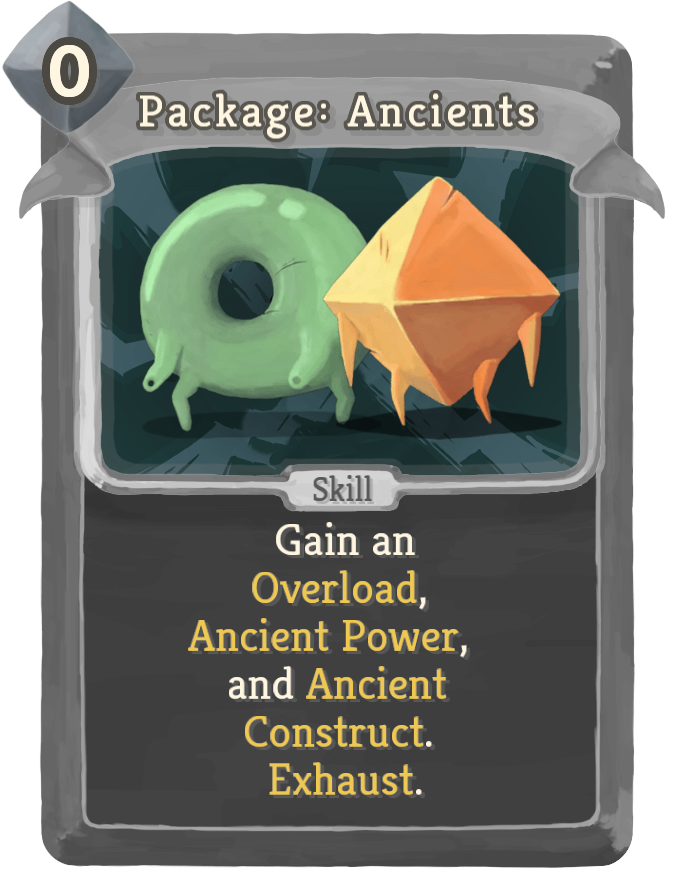 0
Package: Ancients
Skill
Gain an
Overload,
Ancient Power,
and Ancient
Construct.
Exhaust.